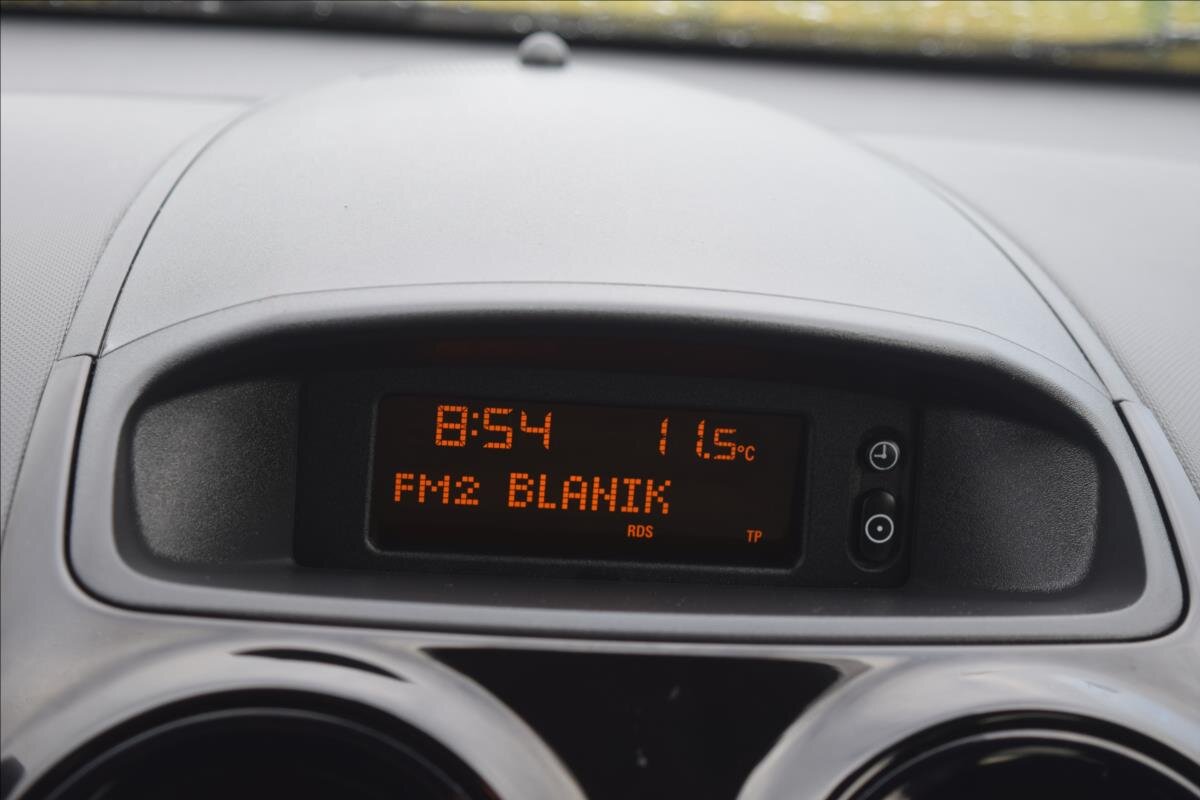 8:54 11.5°C
FM2 BLANIK
RDS TP